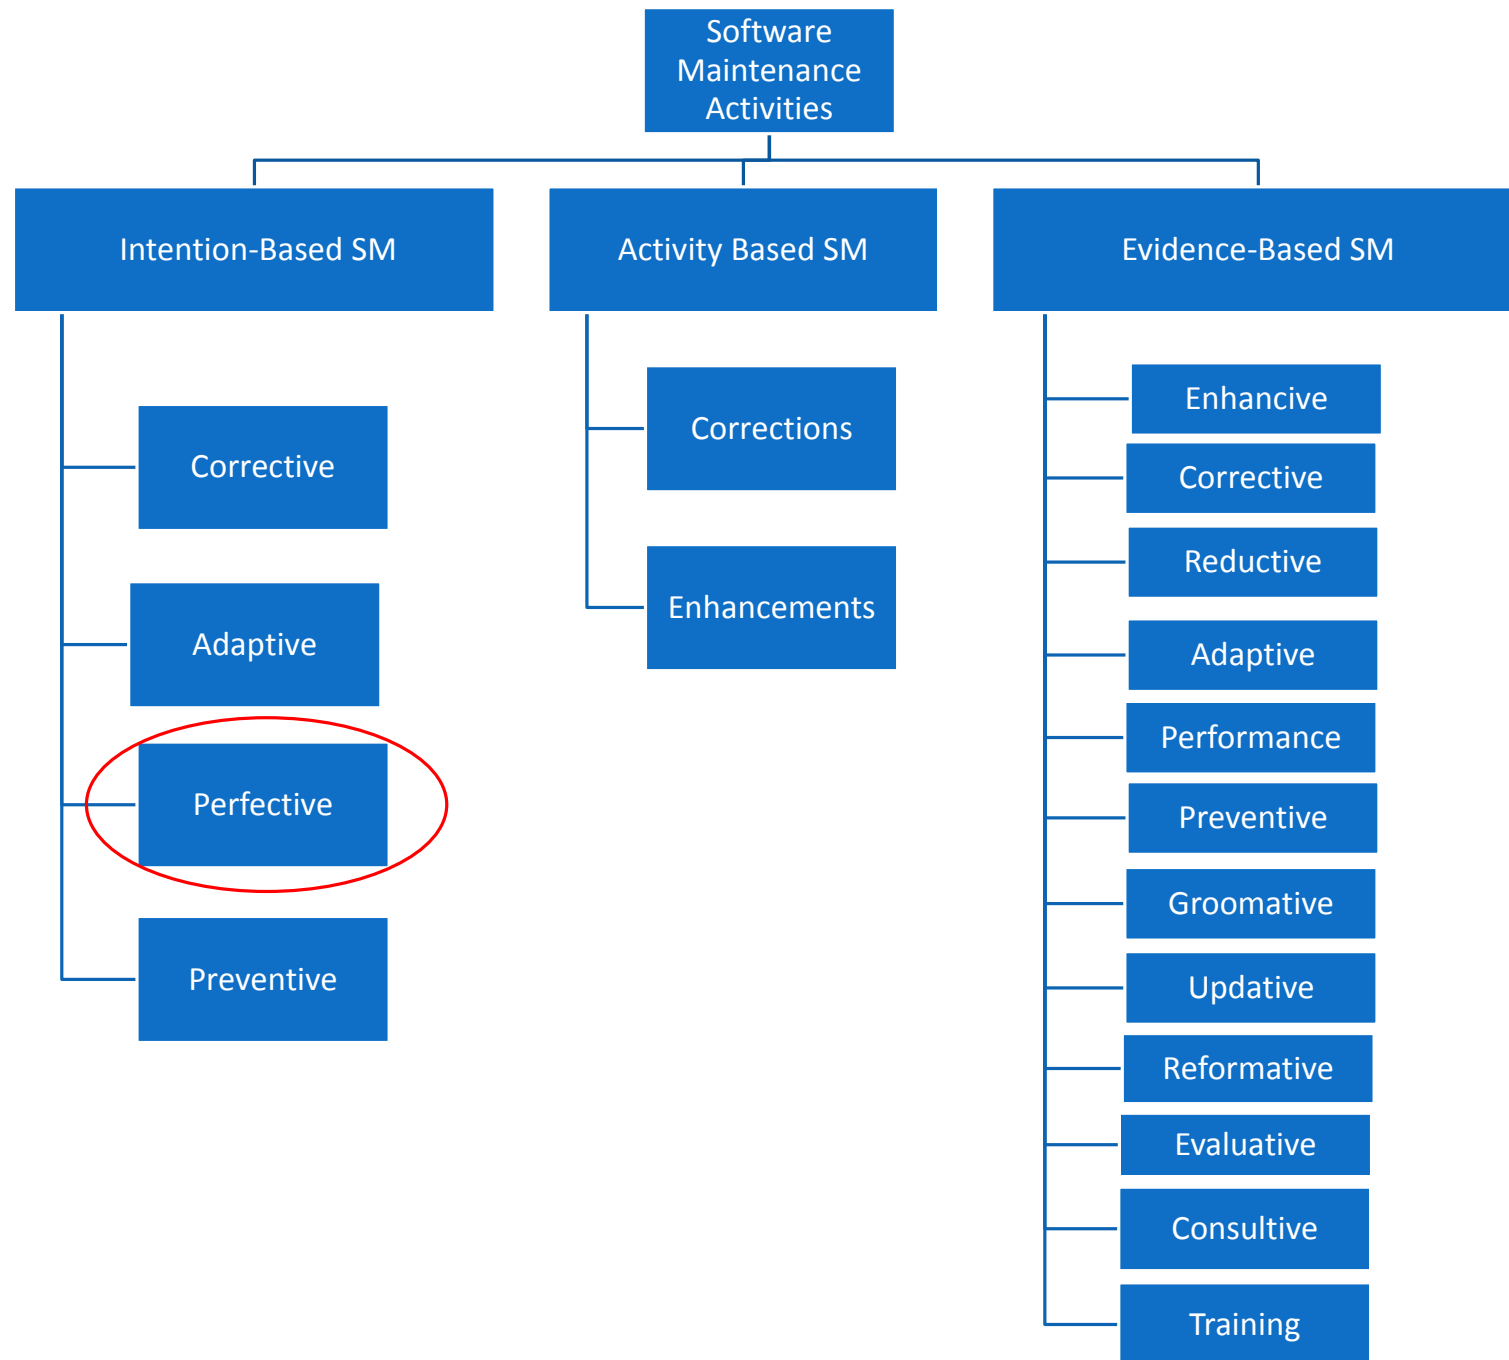 Software
Maintenance
Activities
Intention-Based SM
Activity Based SM
Evidence-Based SM
Corrective
Adaptive
Perfective
Preventive
Corrections
Enhancements
Enhancive
Corrective
Reductive
Adaptive
Performance
Preventive
Groomative
Updative
Reformative
Evaluative
Consultive
Training